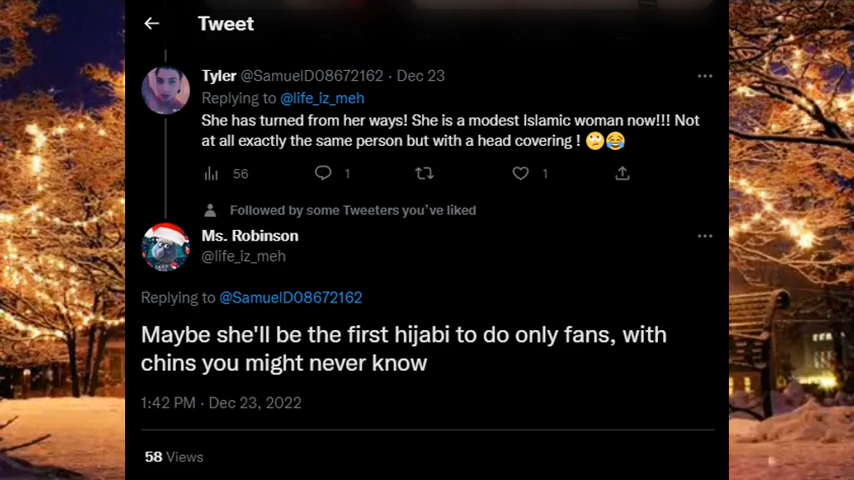 Tweet
Tyler @SamuelD08672162 · Dec 23
Replying to @life_iz_meh
She has turned from her ways! She is a modest Islamic woman now!!! Not
at all exactly the same person but with a head covering ! 🙄😂
56 1 1
Followed by some Tweeters you've liked
Ms. Robinson
@life_iz_meh
Replying to @SamuelD08672162
Maybe she'll be the first hijabi to do only fans, with
chins you might never know
1:42 PM · Dec 23, 2022
58 Views